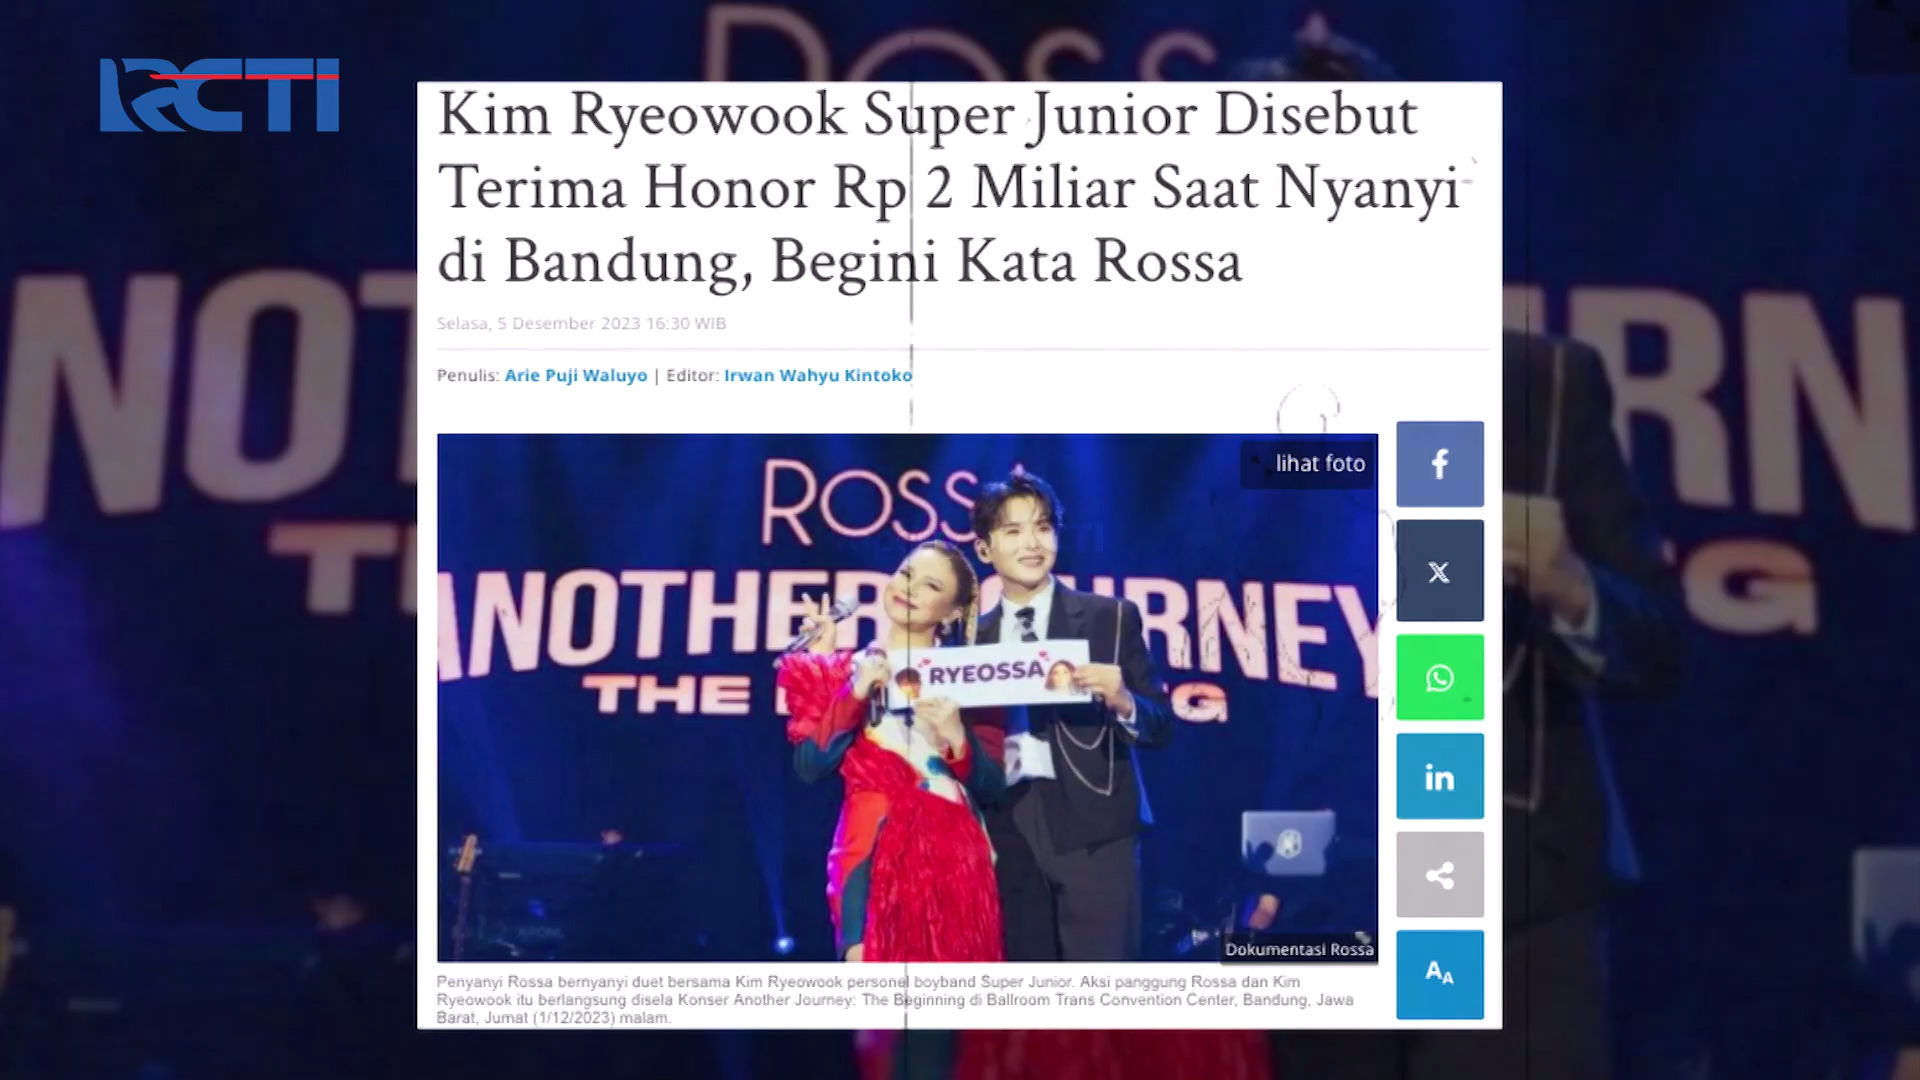 RCTI
Kim Ryeowook Super Junior Disebut
Terima Honor Rp 2 Miliar Saat Nyanyi
di Bandung, Begini Kata Rossa
Selasa, 5 Desember 2023 16:30 WIB
Penulis: Arie Puji Waluyo | Editor: Irwan Wahyu Kintoko
lihat foto
ROSS
ANOTHER JOURNEY
THE
G
RYEOSSA
Dokumentasi Rossa
Penyanyi Rossa bernyanyi duet bersama Kim Ryeowook personel boyband Super Junior. Aksi panggung Rossa dan Kim
Ryeowook itu berlangsung disela Konser Another Journey: The Beginning di Ballroom Trans Convention Center, Bandung, Jawa
Barat, Jumat (1/12/2023) malam.